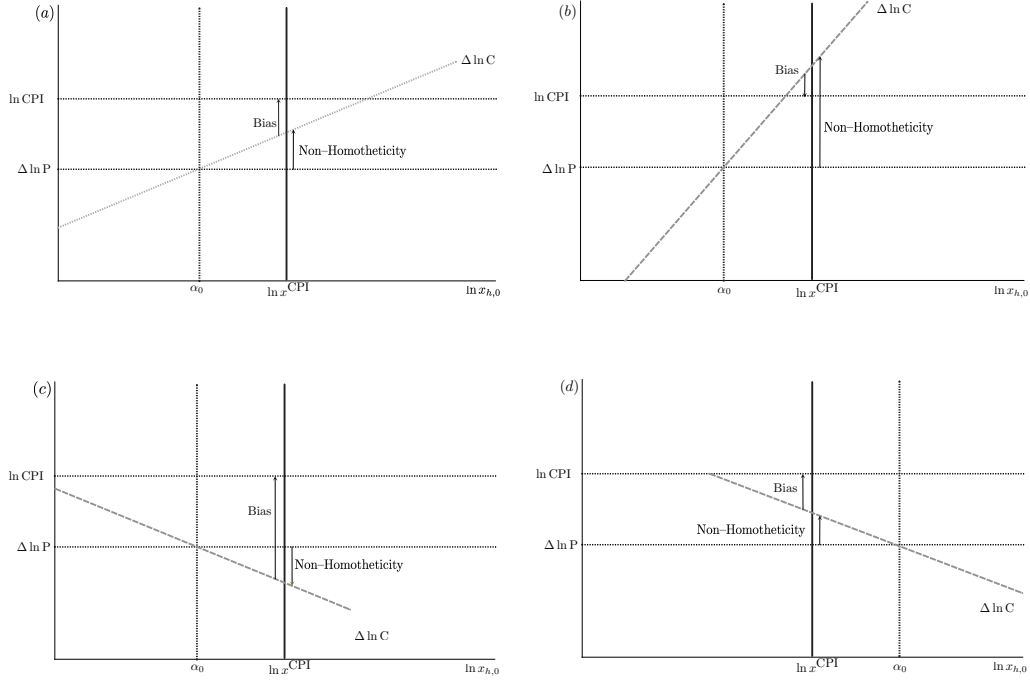 (a)
Δ ln C
ln CPI
Bias
Non–Homotheticity
Δ ln P
α₀
ln x^CPI
ln x_{h,0}
(b)
Δ ln C
Bias
ln CPI
Non–Homotheticity
Δ ln P
α₀
ln x^CPI
ln x_{h,0}
(c)
ln CPI
Bias
Δ ln P
Non–Homotheticity
Δ ln C
α₀
ln x^CPI
ln x_{h,0}
(d)
ln CPI
Bias
Non–Homotheticity
Δ ln P
Δ ln C
ln x^CPI
α₀
ln x_{h,0}